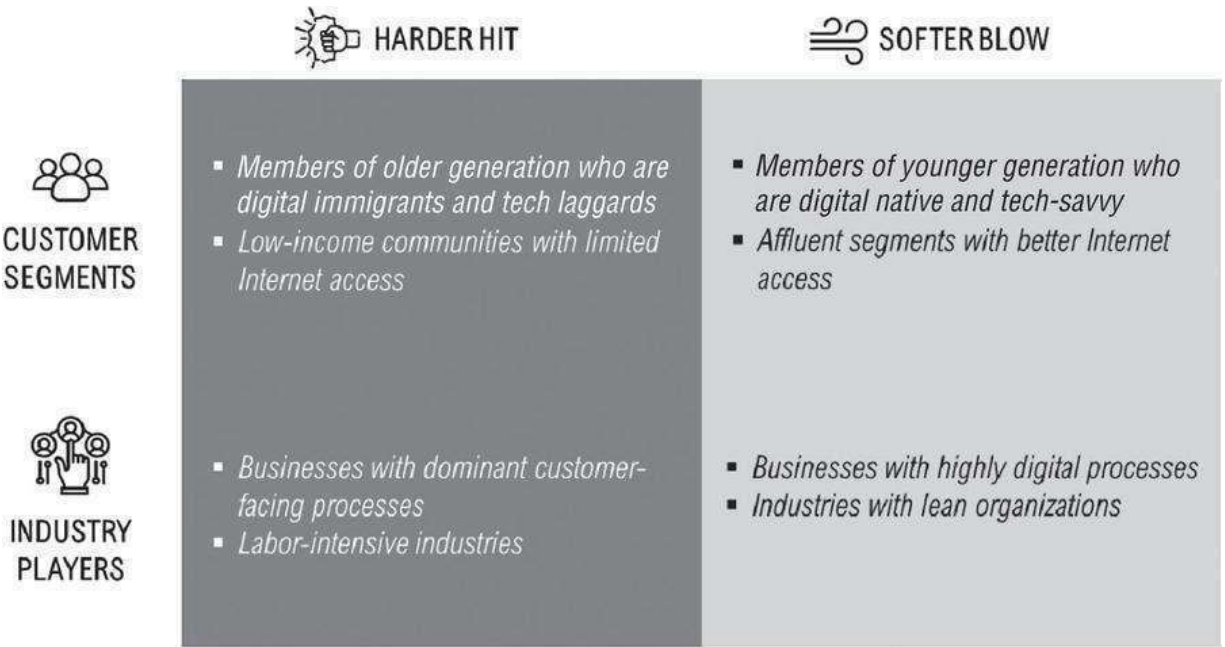 HARDER HIT
SOFTER BLOW
CUSTOMER
SEGMENTS
▪ Members of older generation who are
digital immigrants and tech laggards
▪ Low-income communities with limited
Internet access
▪ Members of younger generation who
are digital native and tech-savvy
▪ Affluent segments with better Internet
access
INDUSTRY
PLAYERS
▪ Businesses with dominant customer-
facing processes
▪ Labor-intensive industries
▪ Businesses with highly digital processes
▪ Industries with lean organizations